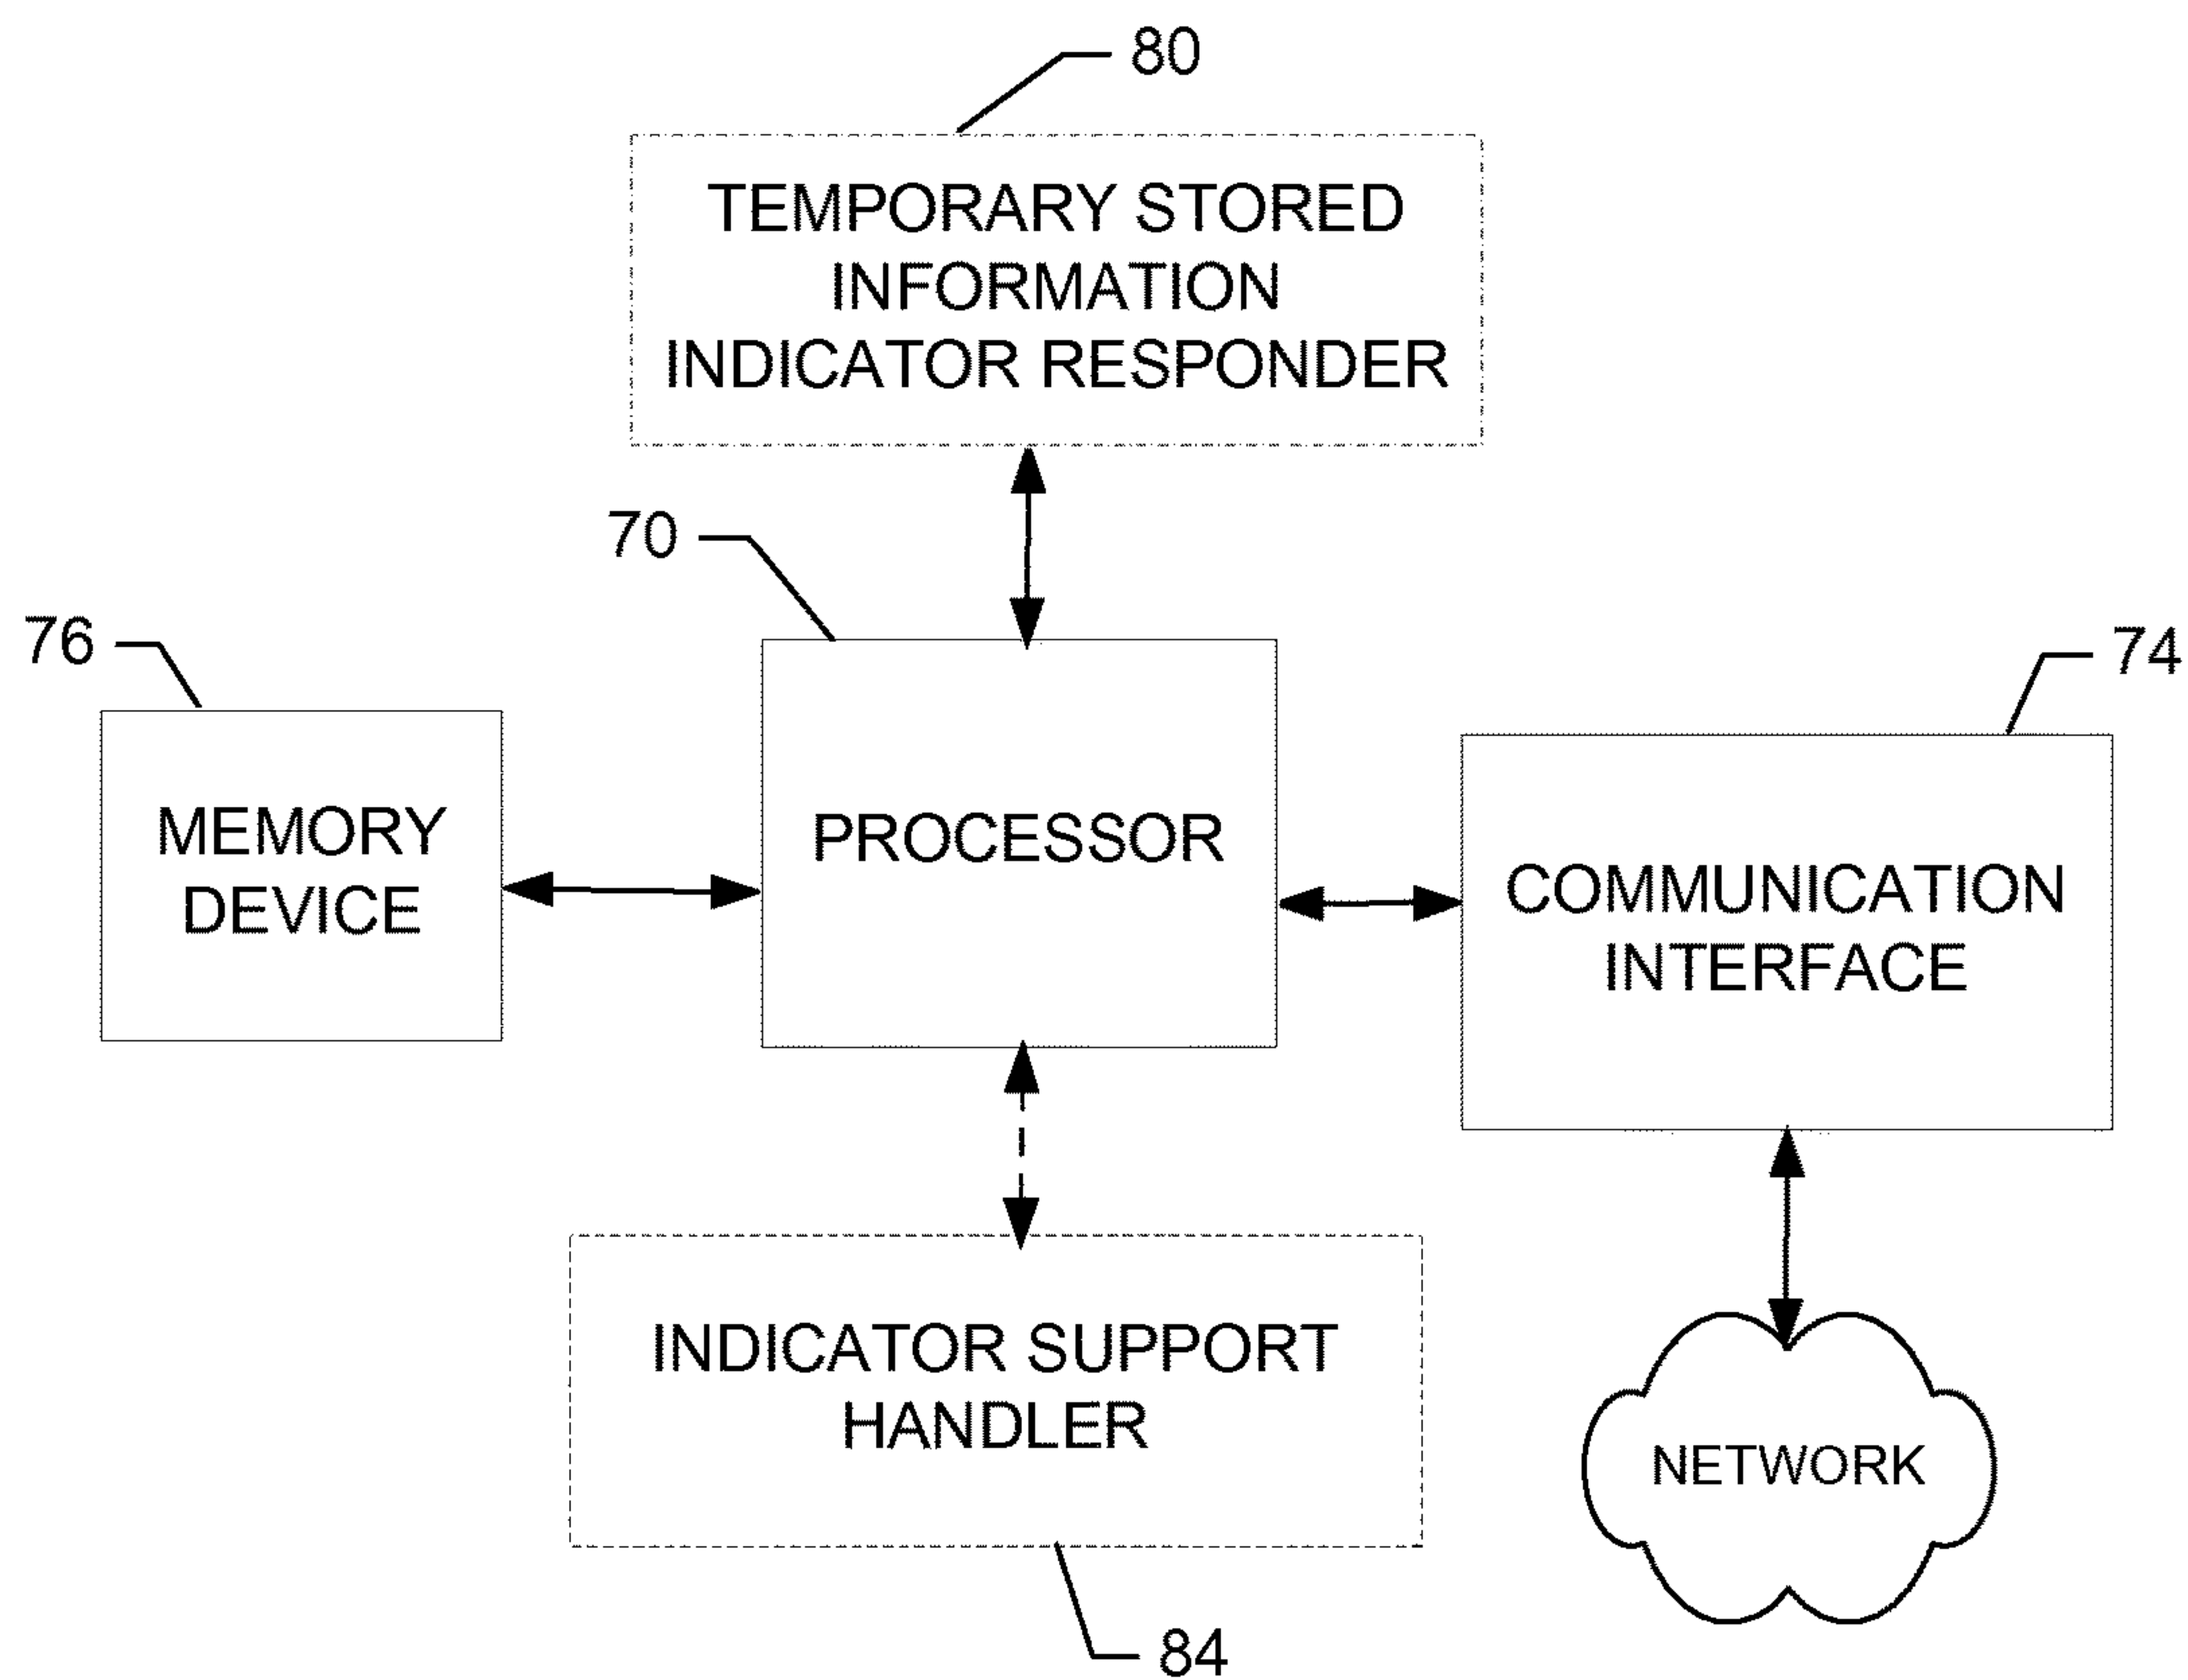 80
TEMPORARY STORED
INFORMATION
INDICATOR RESPONDER
70
76
74
MEMORY
DEVICE
PROCESSOR
COMMUNICATION
INTERFACE
INDICATOR SUPPORT
HANDLER
NETWORK
84